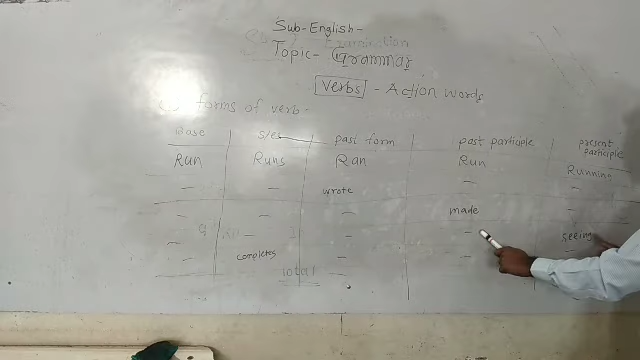 Sub-English-
Topic- Grammar
Verbs - Action words
forms of verb-
Base s/es past form past participle present participle
Run Runs Ran Run Running
- - wrote - -
- - - made -
- - - - seeing
- completes - - -
Total